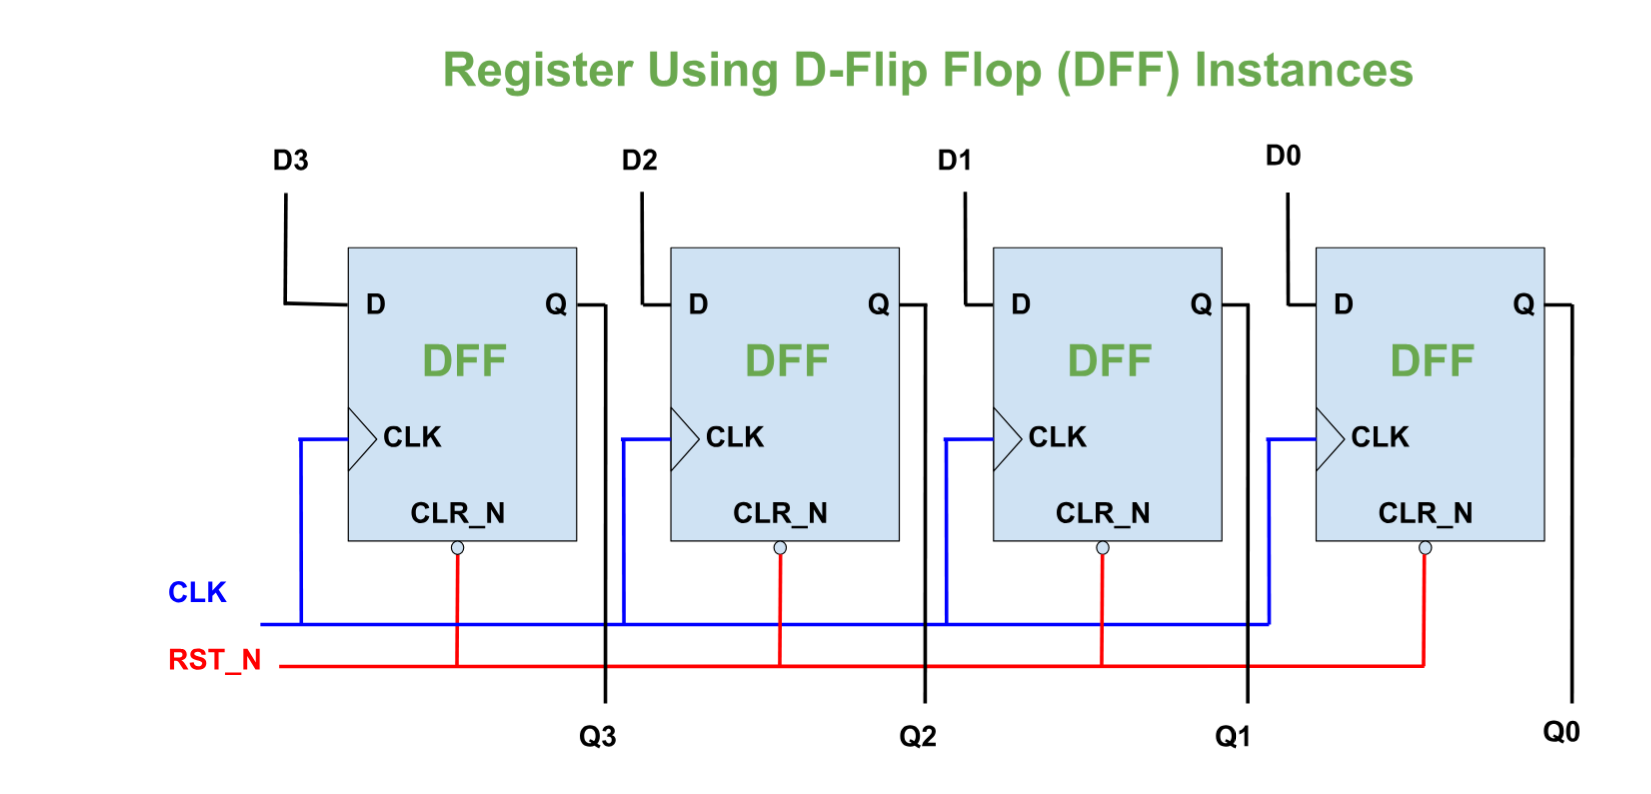 Register Using D-Flip Flop (DFF) Instances
D3 D2 D1 D0
D Q D Q D Q D Q
DFF DFF DFF DFF
CLK CLK CLK CLK
CLR_N CLR_N CLR_N CLR_N
CLK
RST_N
Q3 Q2 Q1 Q0